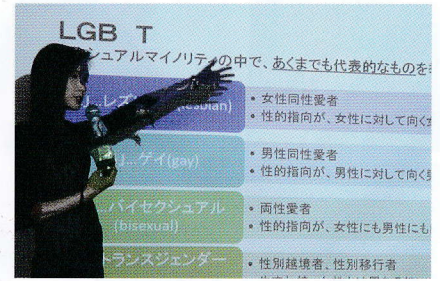 LGB T
シュアルマイノリティの中で、あくまでも代表的なものを
レズ
bian)
• 女性同性愛者
• 性的指向が、女性に対して向く
…ゲイ(gay)
• 男性同性愛者
• 性的指向が、男性に対して向く
バイセクシュアル
(bisexual)
• 両性愛者
• 性的指向が、女性にも男性にも
トランスジェンダー
• 性別越境者、性別移行者